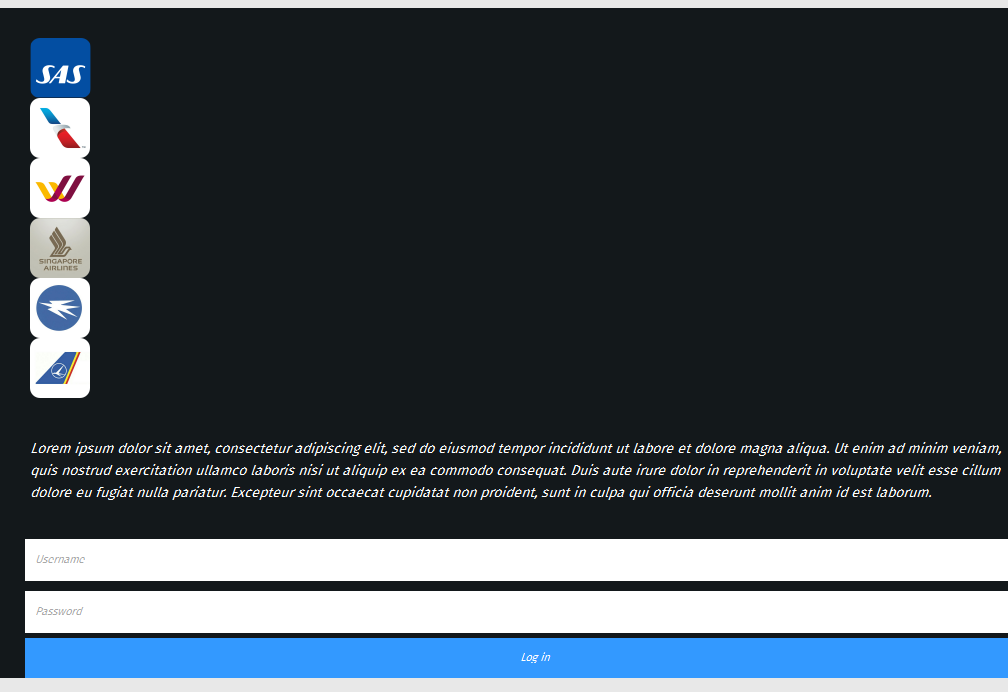 SAS
SINGAPORE
AIRLINES
Lorem ipsum dolor sit amet, consectetur adipiscing elit, sed do eiusmod tempor incididunt ut labore et dolore magna aliqua. Ut enim ad minim veniam,
quis nostrud exercitation ullamco laboris nisi ut aliquip ex ea commodo consequat. Duis aute irure dolor in reprehenderit in voluptate velit esse cillum
dolore eu fugiat nulla pariatur. Excepteur sint occaecat cupidatat non proident, sunt in culpa qui officia deserunt mollit anim id est laborum.
Username
Password
Log in